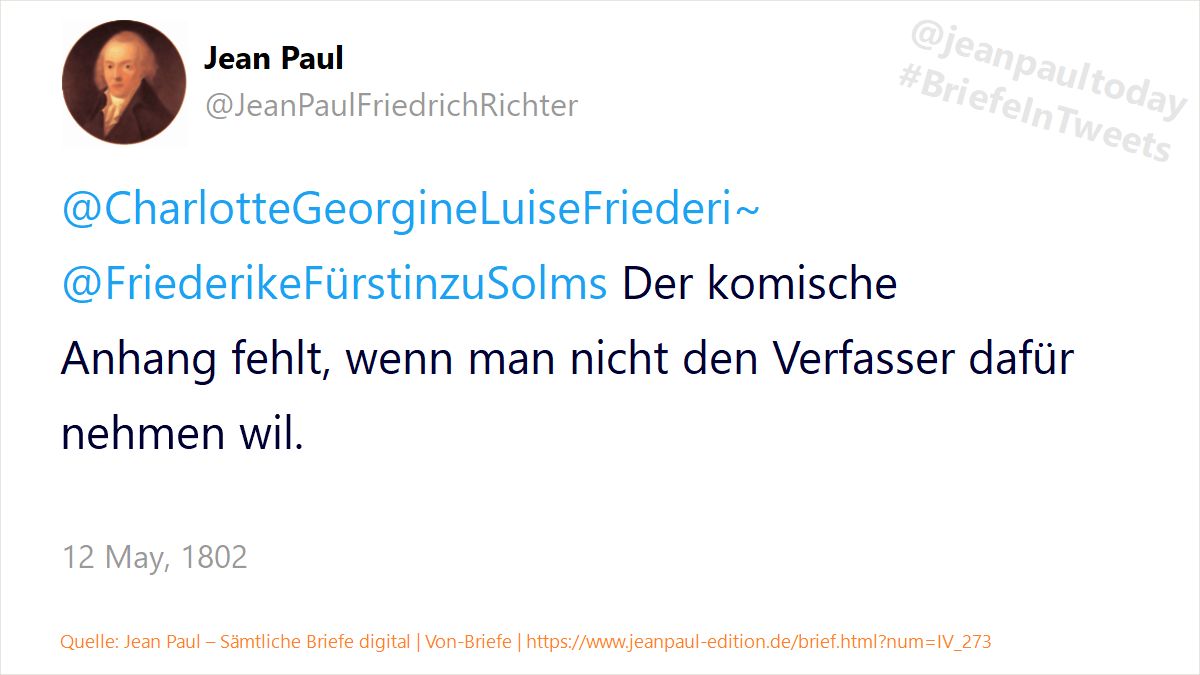 Jean Paul
@JeanPaulFriedrichRichter
@jeanpaultoday
#BriefeInTweets
@CharlotteGeorgineLuiseFriederi~
@FriederikeFürstinzuSolms Der komische
Anhang fehlt, wenn man nicht den Verfasser dafür
nehmen wil.
12 May, 1802
Quelle: Jean Paul – Sämtliche Briefe digital | Von-Briefe | https://www.jeanpaul-edition.de/brief.html?num=IV_273